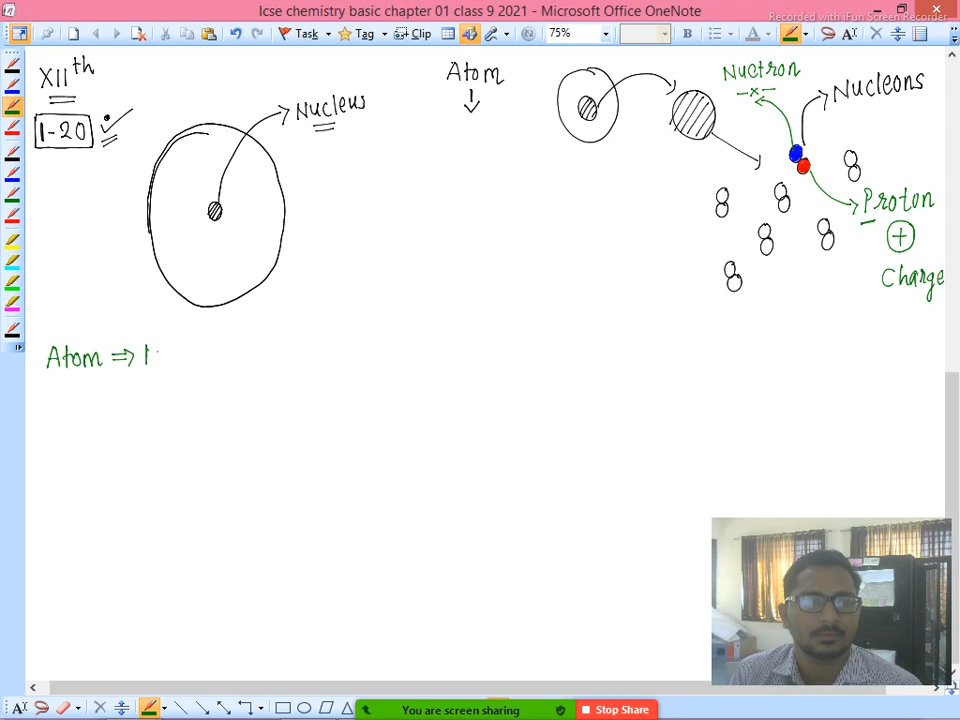 Icse chemistry basic chapter 01 class 9 2021 - Microsoft Office OneNote
Recorded with iFun Screen Recorder
Task
Tag
Clip
75%
B
A
XIIth
1-20
Nucleus
Atom
Nuctron
Nucleons
Proton
+
Charge
Atom ⇒ 1
You are screen sharing
Stop Share